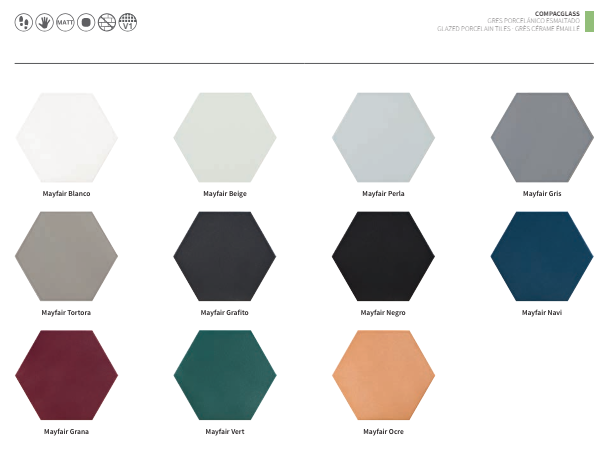 MATT
V1
COMPACGLASS
GRES PORCELÁNICO ESMALTADO
GLAZED PORCELAIN TILES · GRÈS CÉRAME ÉMAILLÉ
Mayfair Blanco
Mayfair Beige
Mayfair Perla
Mayfair Gris
Mayfair Tortora
Mayfair Grafito
Mayfair Negro
Mayfair Navi
Mayfair Grana
Mayfair Vert
Mayfair Ocre